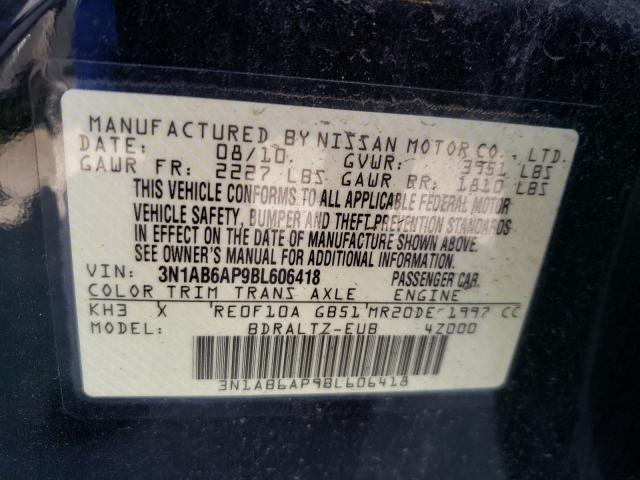 MANUFACTURED BY NISSAN MOTOR CO., LTD.
DATE: 08/10 GVWR: 3951 LBS
GAWR FR: 2227 LBS GAWR RR: 1810 LBS
THIS VEHICLE CONFORMS TO ALL APPLICABLE FEDERAL MOTOR
VEHICLE SAFETY, BUMPER AND THEFT PREVENTION STANDARDS
IN EFFECT ON THE DATE OF MANUFACTURE SHOWN ABOVE.
SEE OWNER'S MANUAL FOR ADDITIONAL INFORMATION.
VIN: 3N1AB6AP9BL606418 PASSENGER CAR
COLOR TRIM TRANS AXLE ENGINE
KH3 X RE0F10A GB51 MR20DE 1997 CC
MODEL: BDRALTZ-EUB 4Z000
3N1AB6AP9BL606418